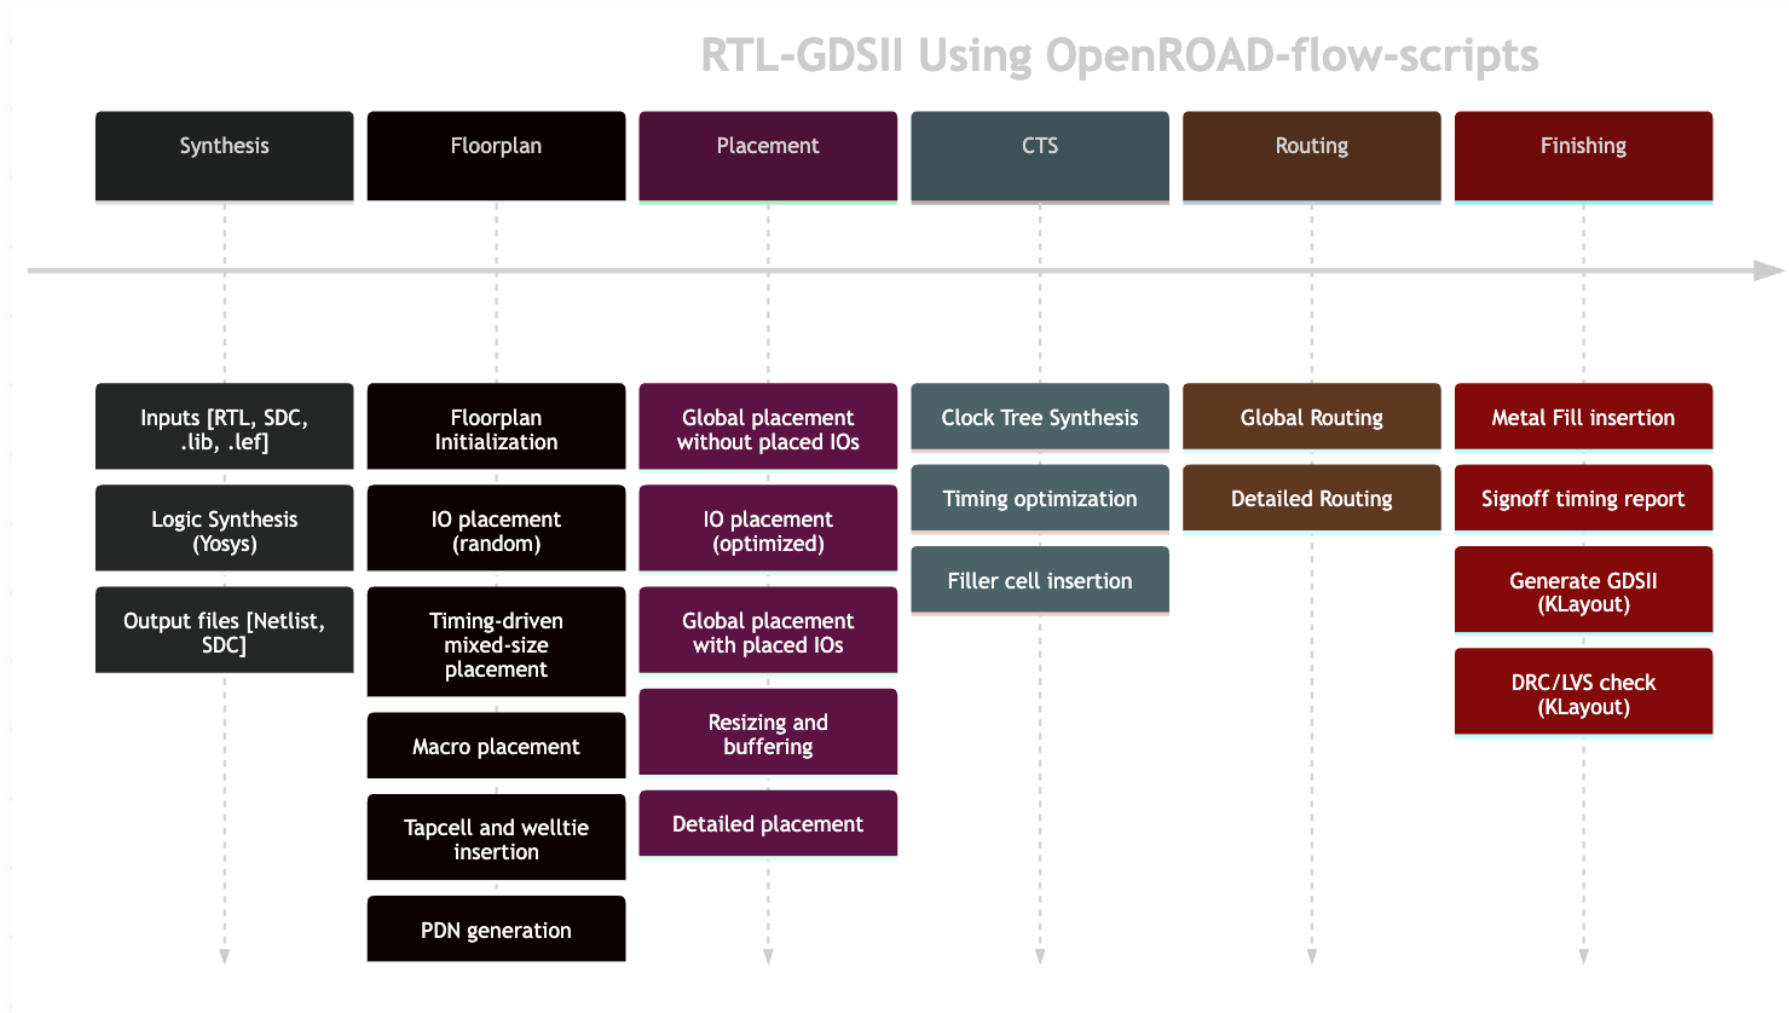 RTL-GDSII Using OpenROAD-flow-scripts
Synthesis
Floorplan
Placement
CTS
Routing
Finishing
Inputs [RTL, SDC,
.lib, .lef]
Logic Synthesis
(Yosys)
Output files [Netlist,
SDC]
Floorplan
Initialization
IO placement
(random)
Timing-driven
mixed-size
placement
Macro placement
Tapcell and welltie
insertion
PDN generation
Global placement
without placed IOs
IO placement
(optimized)
Global placement
with placed IOs
Resizing and
buffering
Detailed placement
Clock Tree Synthesis
Timing optimization
Filler cell insertion
Global Routing
Detailed Routing
Metal Fill insertion
Signoff timing report
Generate GDSII
(KLayout)
DRC/LVS check
(KLayout)